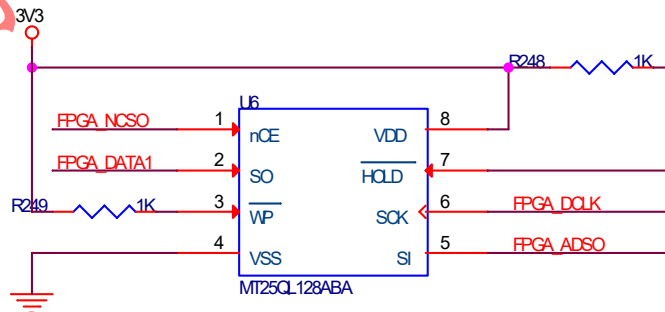 3V3
R248 1K
U6
FPGA_NCSO 1 nCE VDD 8
FPGA_DATA1 2 SO HOLD 7
R249 1K 3 WP SCK 6 FPGA_DCLK
4 VSS SI 5 FPGA_ADSO
MT25QL128ABA